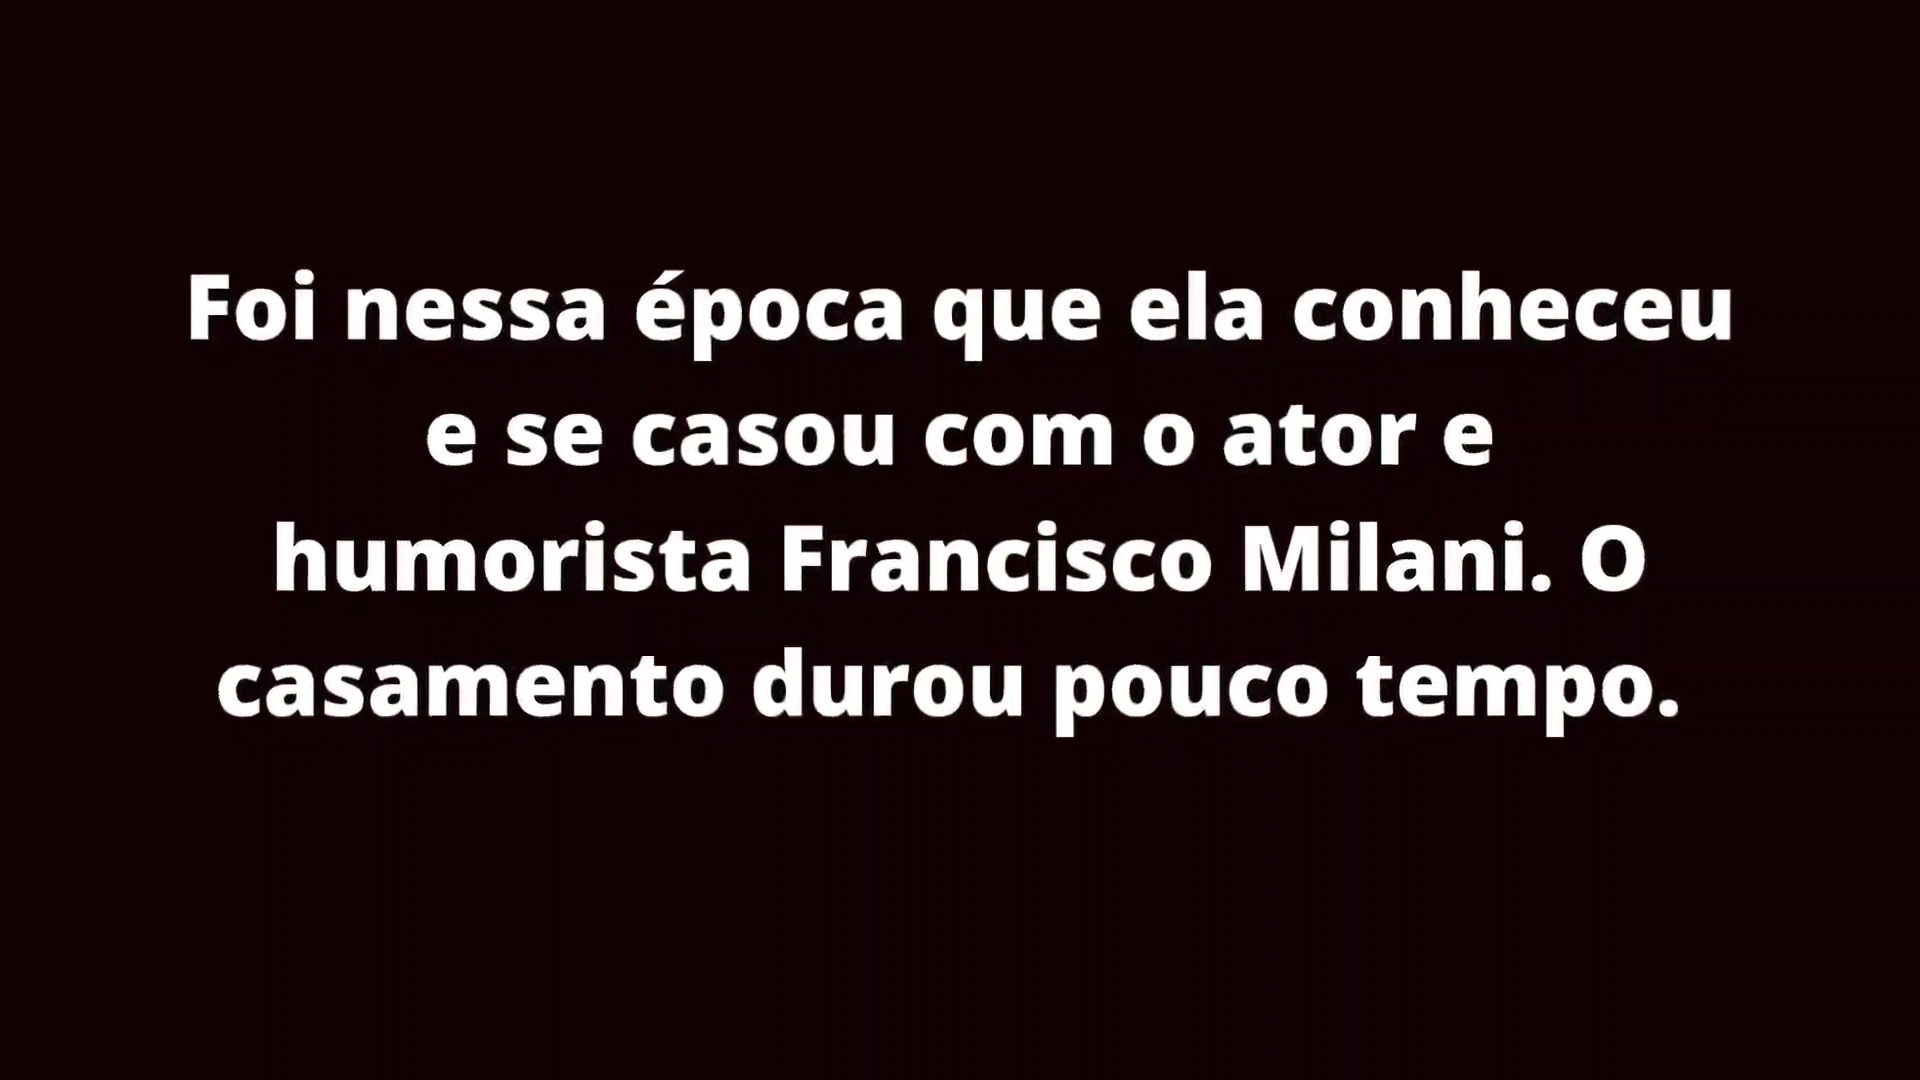 Foi nessa época que ela conheceu
e se casou com o ator e
humorista Francisco Milani. O
casamento durou pouco tempo.